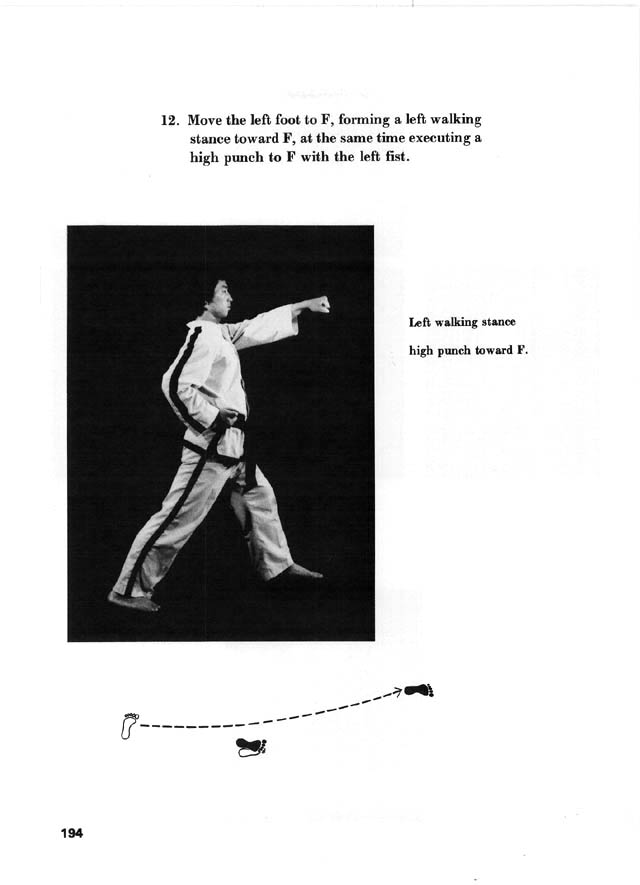 12. Move the left foot to F, forming a left walking
stance toward F, at the same time executing a
high punch to F with the left fist.
Left walking stance
high punch toward F.
194